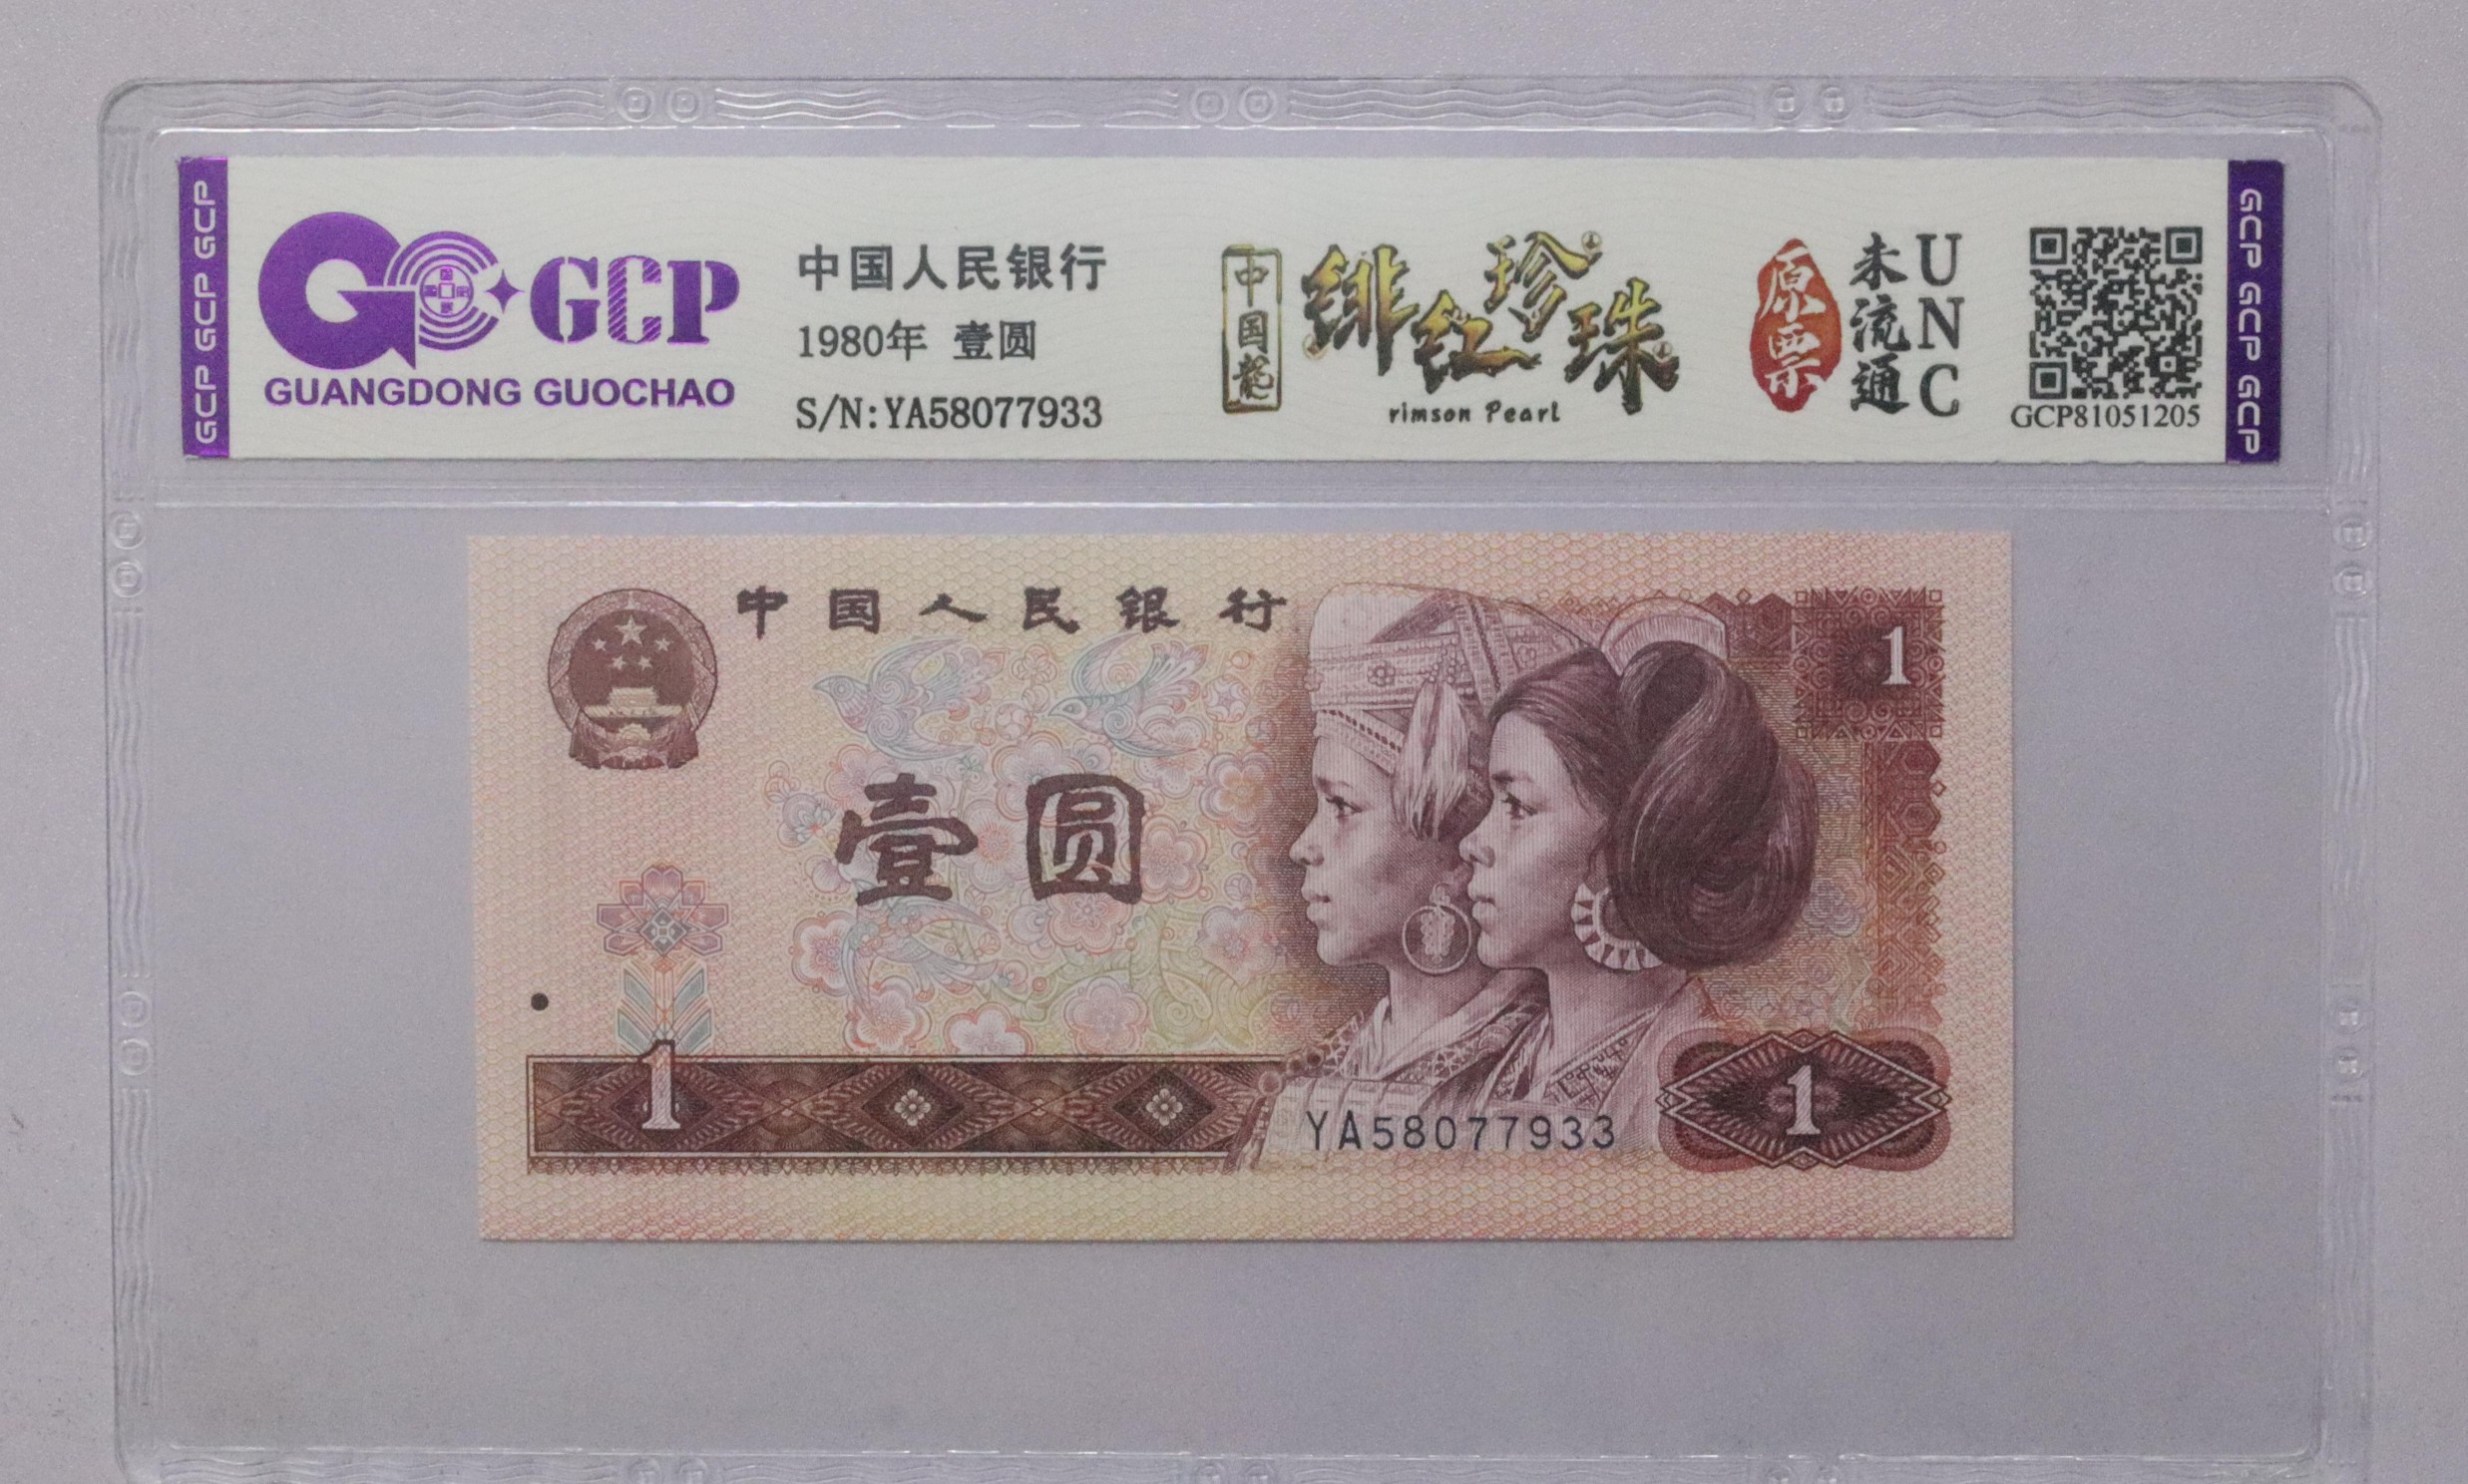 GCP GCP GCP
GCP
GUANGDONG GUOCHAO
中国人民银行
1980年 壹圆
S/N:YA58077933
中国龍
绯红珍珠
rimson Pearl
原票
未流通
UNC
GCP81051205
GCP GCP GCP
中国人民银行
1
壹圆
1
1
YA58077933